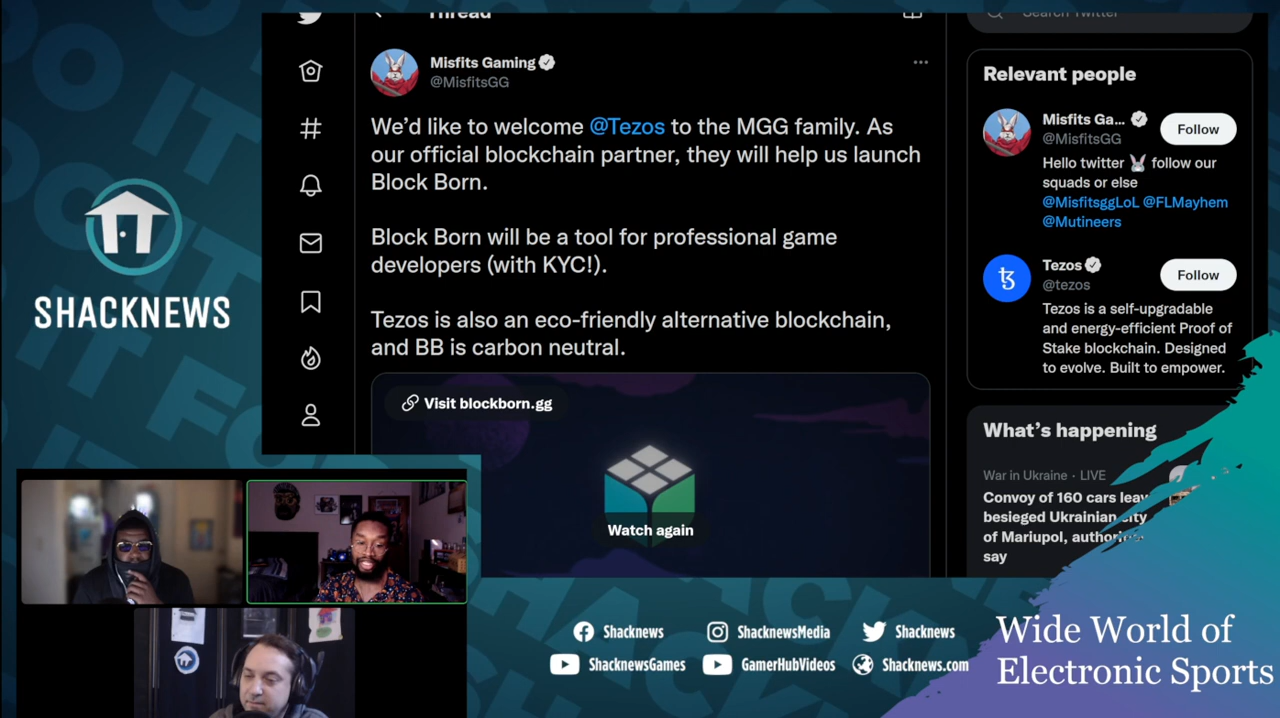 Thread
Search Twitter
Misfits Gaming
@MisfitsGG
We'd like to welcome @Tezos to the MGG family. As
our official blockchain partner, they will help us launch
Block Born.
Block Born will be a tool for professional game
developers (with KYC!).
Tezos is also an eco-friendly alternative blockchain,
and BB is carbon neutral.
Visit blockborn.gg
Watch again
Relevant people
Misfits Ga...
Follow
@MisfitsGG
Hello twitter 🐰 follow our
squads or else
@MisfitsggLoL @FLMayhem
@Mutineers
Tezos
Follow
@tezos
Tezos is a self-upgradable
and energy-efficient Proof of
Stake blockchain. Designed
to evolve. Built to empower.
What's happening
War in Ukraine · LIVE
Convoy of 160 cars leav
besieged Ukrainian city
of Mariupol, authorities
say
SHACKNEWS
Shacknews
ShacknewsMedia
Shacknews
ShacknewsGames
GamerHubVideos
Shacknews.com
Wide World of
Electronic Sports